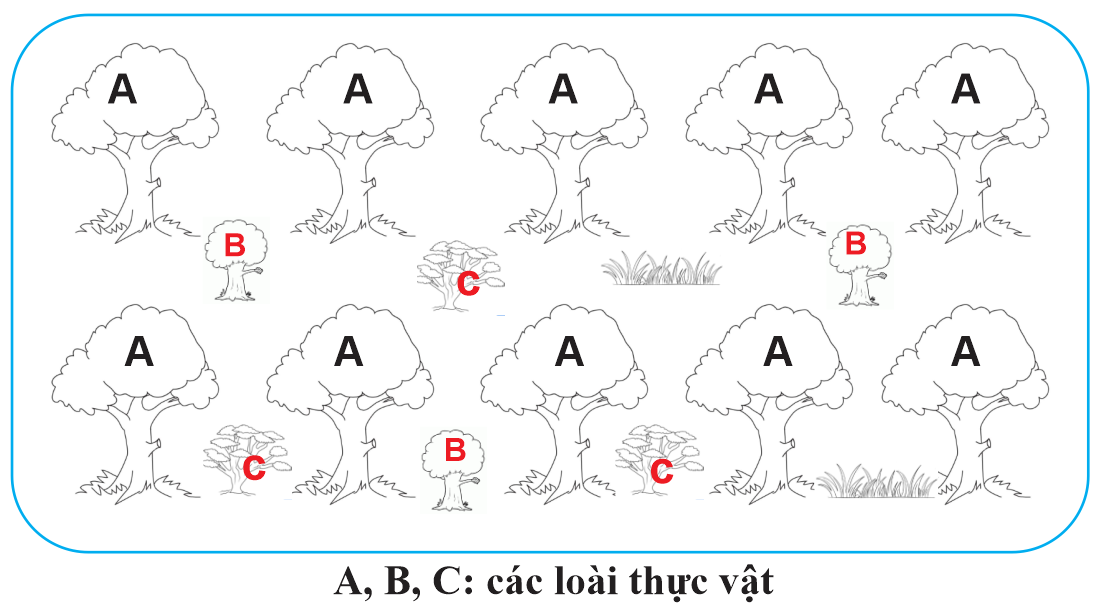 A A A A A
B B
C
A A A A A
B
C C
A, B, C: các loài thực vật